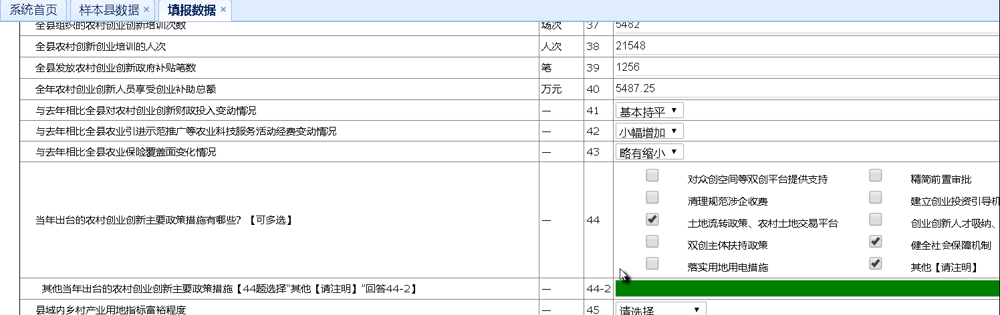 系统首页 样本县数据 × 填报数据 ×
全县组织的农村创业创新培训次数 场次 37 5482
全县农村创新创业培训的人次 人次 38 21548
全县发放农村创业创新政府补贴笔数 笔 39 1256
全年农村创业创新人员享受创业补助总额 万元 40 5487.25
与去年相比全县对农村创业创新财政投入变动情况 — 41 基本持平
与去年相比全县农业引进示范推广等农业科技服务活动经费变动情况 — 42 小幅增加
与去年相比全县农业保险覆盖面变化情况 — 43 略有缩小
当年出台的农村创业创新主要政策措施有哪些？【可多选】 — 44
对众创空间等双创平台提供支持 精简前置审批
清理规范涉企收费 建立创业投资引导机
土地流转政策、农村土地交易平台 创业创新人才吸纳、
双创主体扶持政策 健全社会保障机制
落实用地用电措施 其他【请注明】
其他当年出台的农村创业创新主要政策措施【44题选择"其他【请注明】"回答44-2】 — 44-2
县域内乡村产业用地指标富裕程度 — 45 请选择